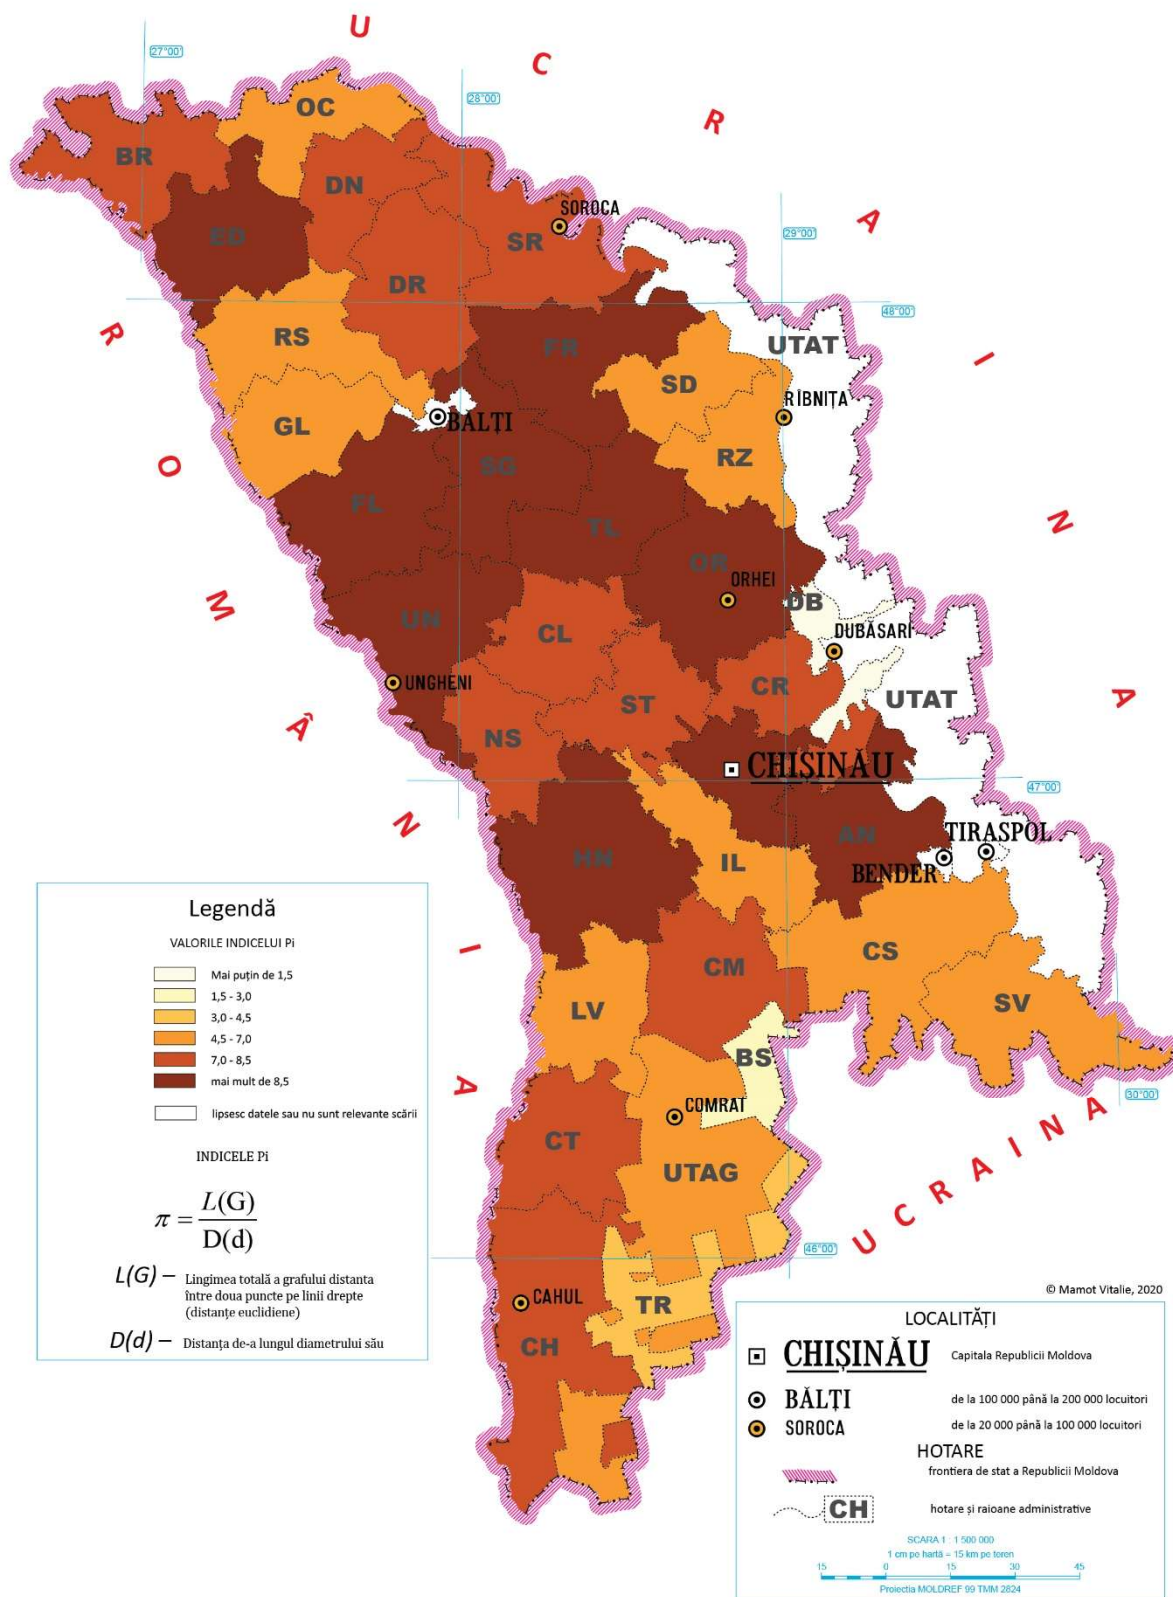 U C R A I N A
27°00'
28°00'
29°00'
48°00'
47°00'
30°00'
46°00'
R O M Â N I A
U C R A I N A
OC
BR
DN
ED
SR
SOROCA
DR
RS
FR
UTAT
SD
RÎBNIȚA
GL
BĂLȚI
RZ
SG
FL
TL
OR
ORHEI
DB
DUBĂSARI
UN
CL
UNGHENI
ST
CR
UTAT
NS
CHIȘINĂU
HN
AN
TIRASPOL
IL
BENDER
CM
CS
LV
SV
BS
COMRAT
CT
UTAG
CAHUL
TR
CH
Legendă
VALORILE INDICELUI Pi
Mai puțin de 1,5
1,5 - 3,0
3,0 - 4,5
4,5 - 7,0
7,0 - 8,5
mai mult de 8,5
lipsesc datele sau nu sunt relevante scării
INDICELE Pi
π = L(G) / D(d)
L(G) – Lingimea totală a grafului distanta
între doua puncte pe linii drepte
(distanțe euclidiene)
D(d) – Distanța de-a lungul diametrului său
© Mamot Vitalie, 2020
LOCALITĂȚI
CHIȘINĂU Capitala Republicii Moldova
BĂLȚI de la 100 000 până la 200 000 locuitori
SOROCA de la 20 000 până la 100 000 locuitori
HOTARE
frontiera de stat a Republicii Moldova
CH hotare și raioane administrative
SCARA 1 : 1 500 000
1 cm pe hartă = 15 km pe teren
15 0 15 30 45
Proiectia MOLDREF 99 TMM 2824